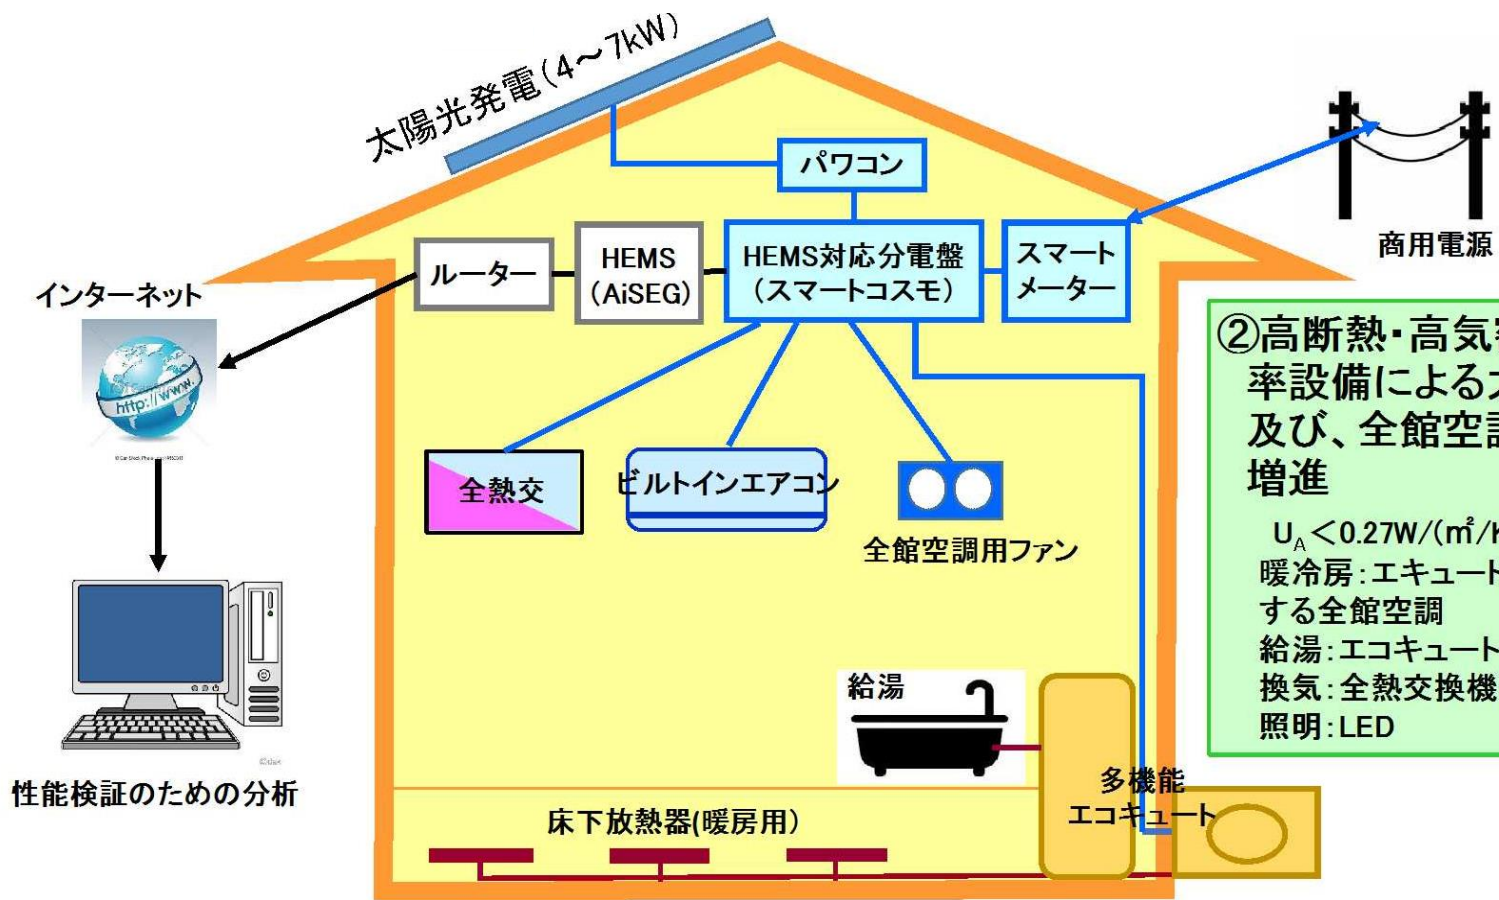 太陽光発電(4～7kW)
パワコン
ルーター
HEMS
(AiSEG)
HEMS対応分電盤
(スマートコスモ)
スマート
メーター
商用電源
インターネット
http://www.
全熱交
ビルトインエアコン
全館空調用ファン
②高断熱・高気
率設備による
及び、全館空
増進
UA＜0.27W/(㎡/
暖冷房：エキュート
する全館空調
給湯：エコキュート
換気：全熱交換機
照明：LED
給湯
多機能
エコキュート
床下放熱器(暖房用)
性能検証のための分析